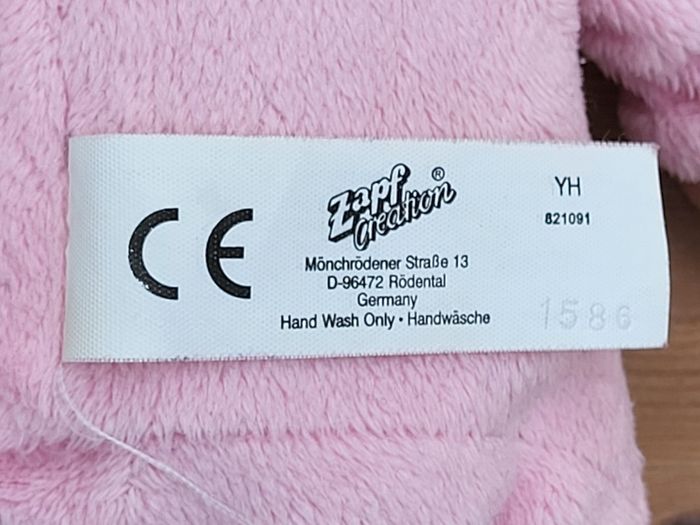 CE
Zapf
Creation®
Mönchrödener Straße 13
D-96472 Rödental
Germany
Hand Wash Only • Handwäsche
YH
821091
1586